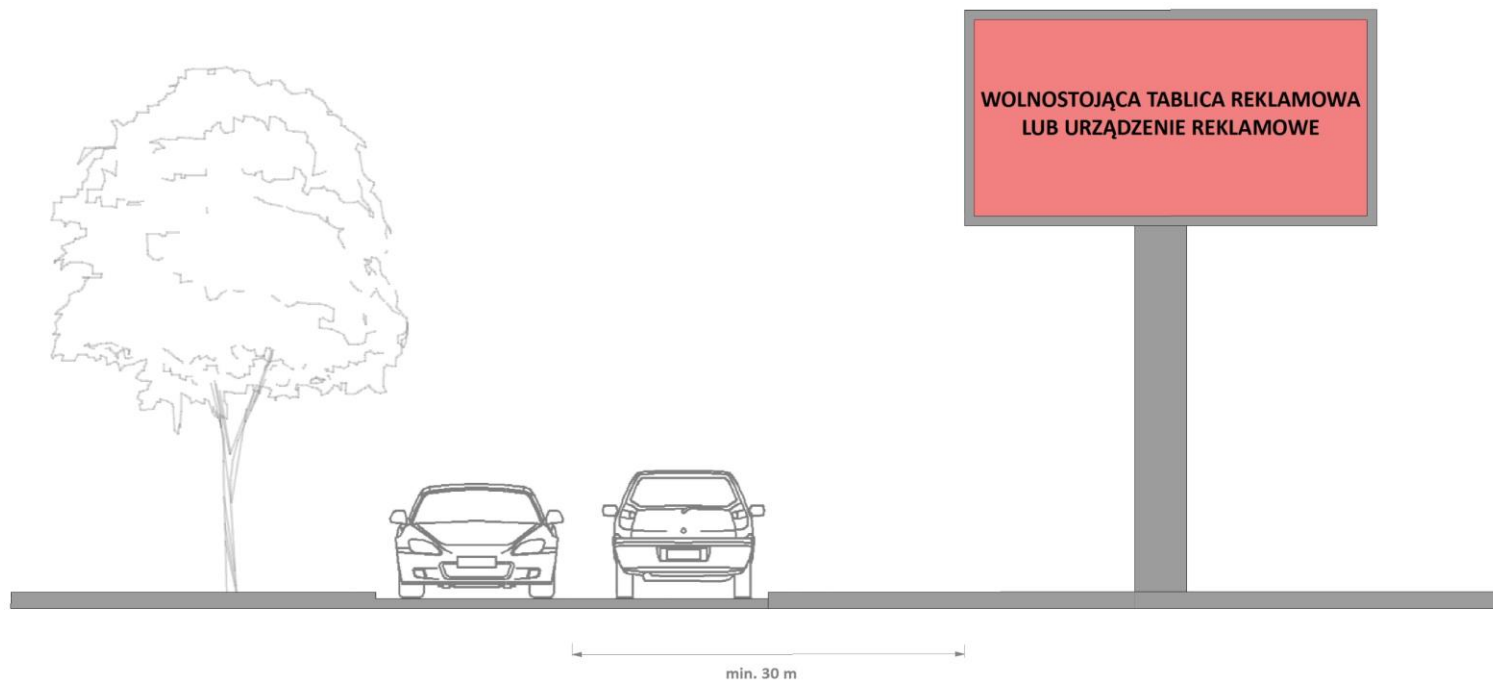 WOLNOSTOJĄCA TABLICA REKLAMOWA
LUB URZĄDZENIE REKLAMOWE
min. 30 m